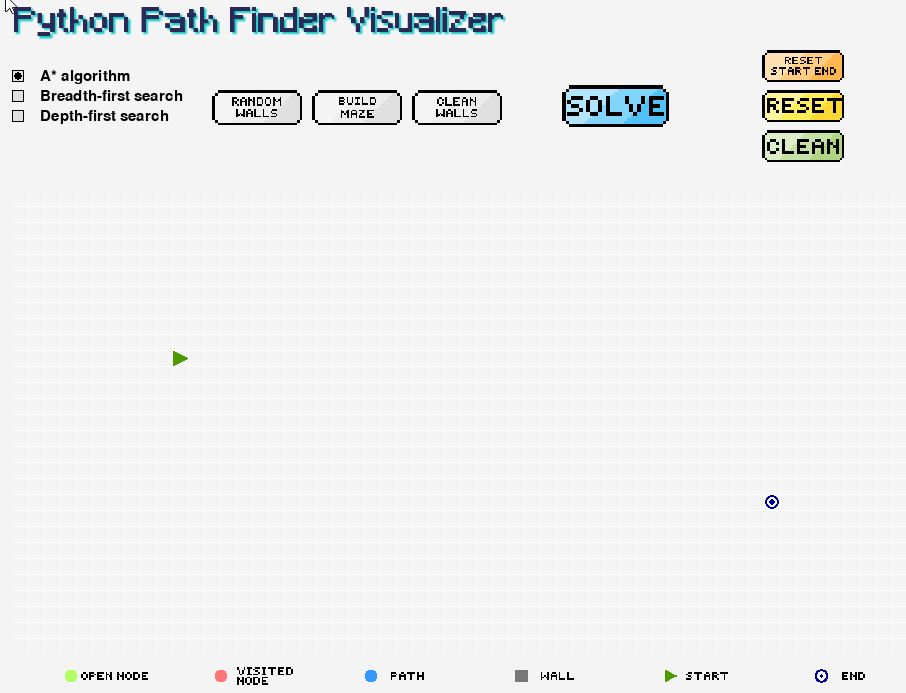 Python Path Finder Visualizer
A* algorithm
Breadth-first search
Depth-first search
RANDOM
WALLS
BUILD
MAZE
CLEAN
WALLS
SOLVE
RESET
START END
RESET
CLEAN
OPEN NODE
VISITED
NODE
PATH
WALL
START
END